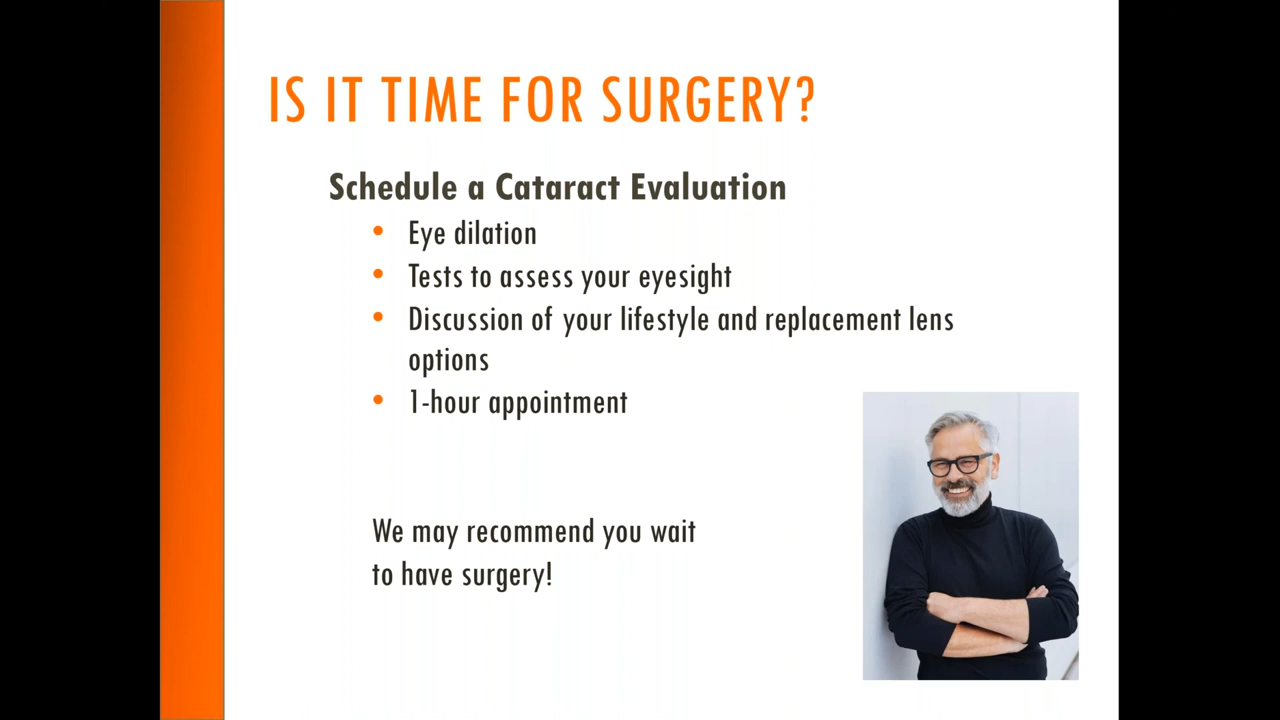 IS IT TIME FOR SURGERY?
Schedule a Cataract Evaluation
• Eye dilation
• Tests to assess your eyesight
• Discussion of your lifestyle and replacement lens
options
• 1-hour appointment
We may recommend you wait
to have surgery!